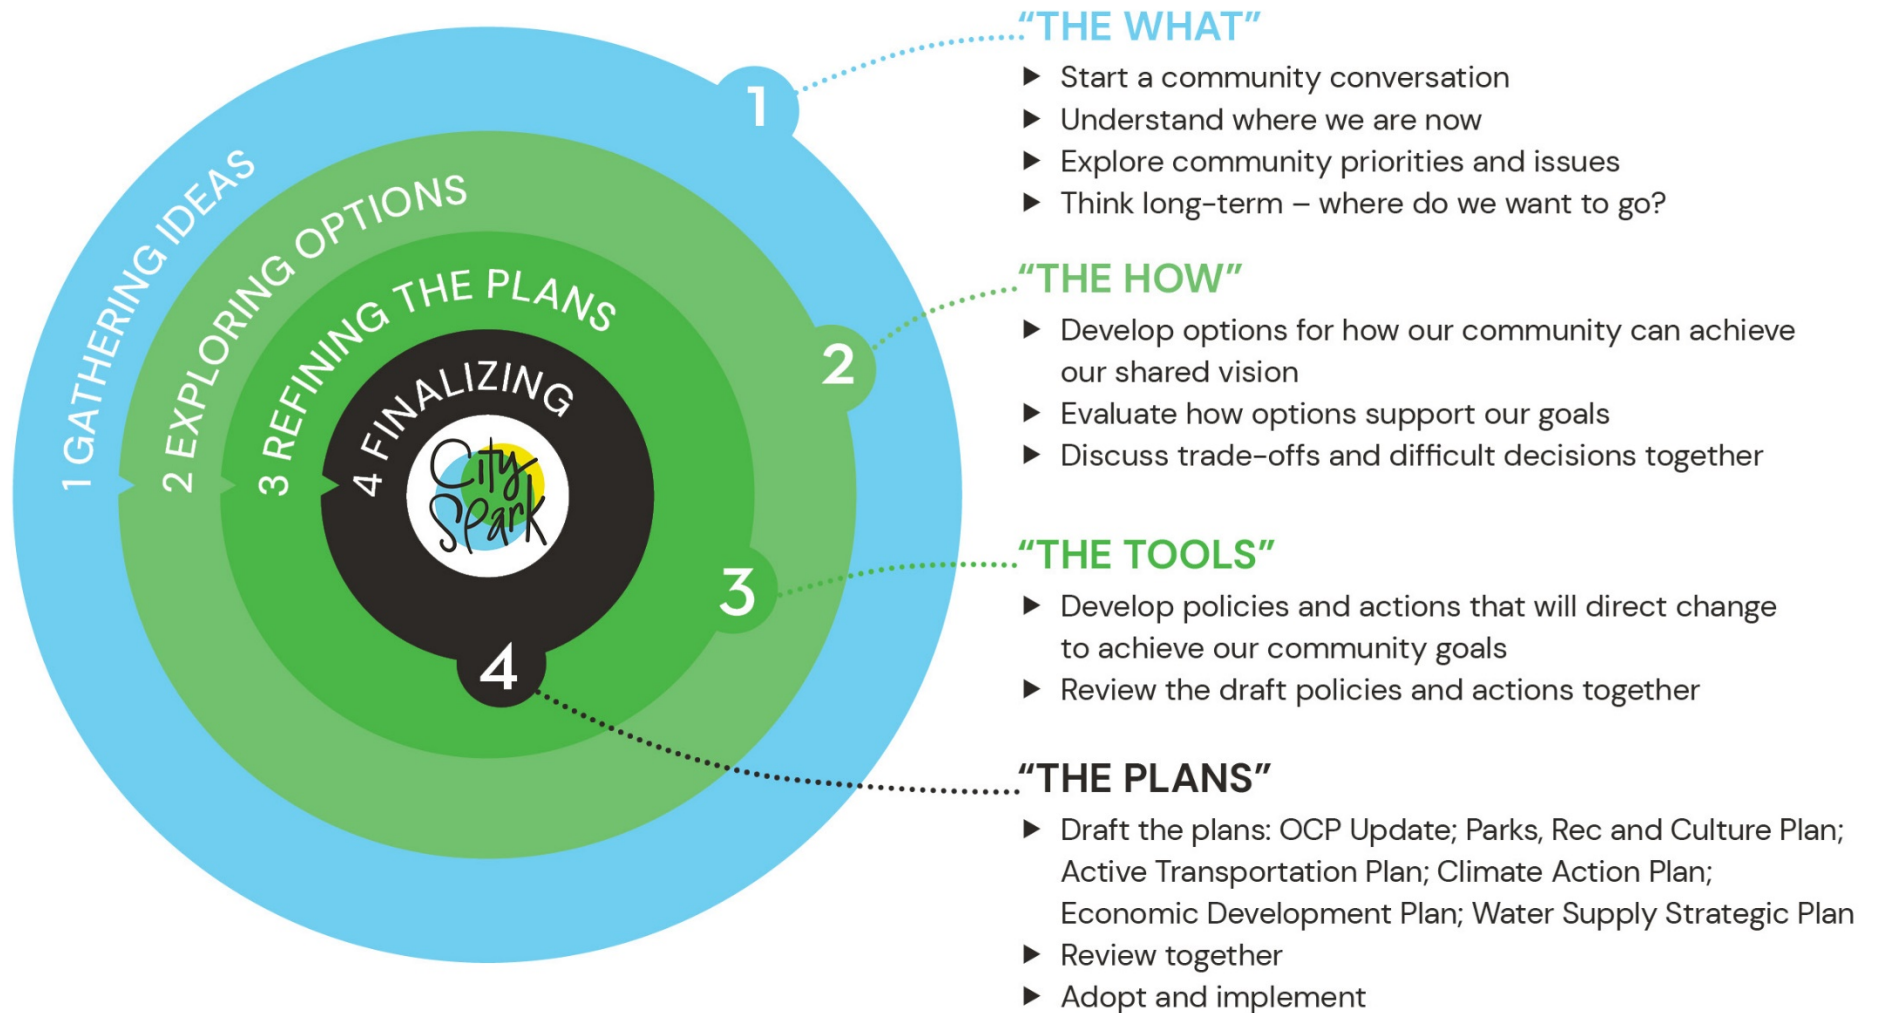 1 GATHERING IDEAS
2 EXPLORING OPTIONS
3 REFINING THE PLANS
4 FINALIZING
City
Spark
1
2
3
4
“THE WHAT”
▶ Start a community conversation
▶ Understand where we are now
▶ Explore community priorities and issues
▶ Think long-term – where do we want to go?
“THE HOW”
▶ Develop options for how our community can achieve
our shared vision
▶ Evaluate how options support our goals
▶ Discuss trade-offs and difficult decisions together
“THE TOOLS”
▶ Develop policies and actions that will direct change
to achieve our community goals
▶ Review the draft policies and actions together
“THE PLANS”
▶ Draft the plans: OCP Update; Parks, Rec and Culture Plan;
Active Transportation Plan; Climate Action Plan;
Economic Development Plan; Water Supply Strategic Plan
▶ Review together
▶ Adopt and implement